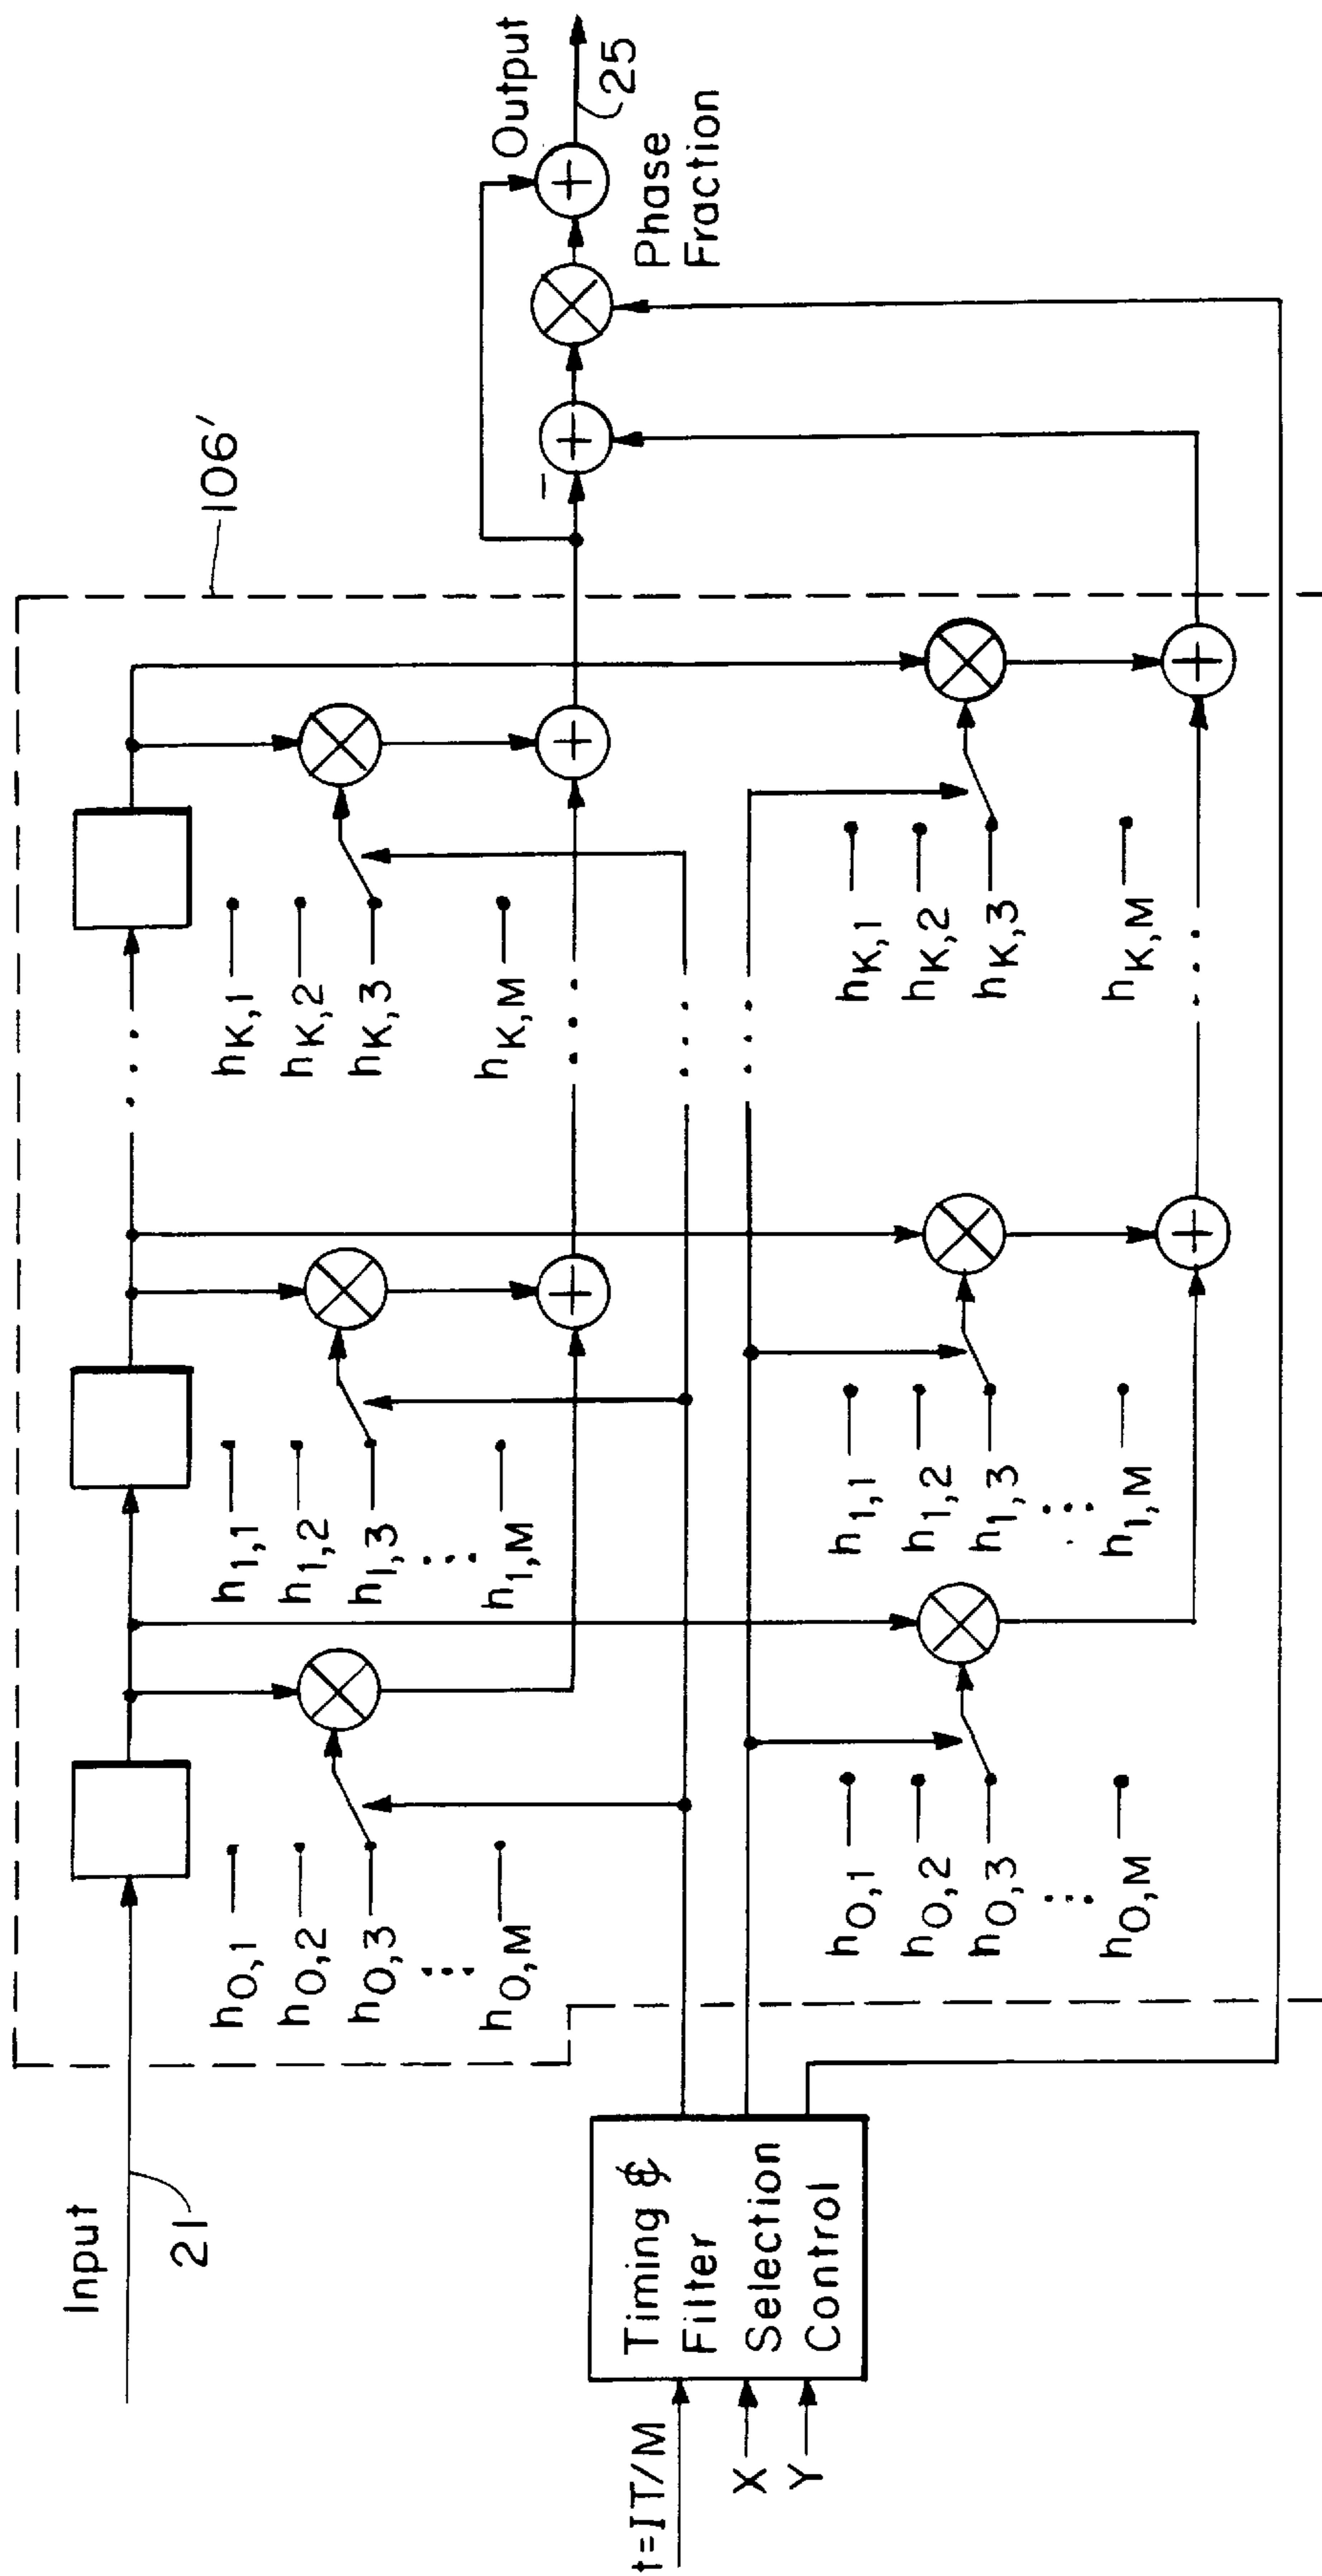 Input
21
106'
Output
25
Phase
Fraction
h0,1
h0,2
h0,3
h0,M
h1,1
h1,2
h1,3
h1,M
hK,1
hK,2
hK,3
hK,M
t=IT/M
X
Y
Timing &
Filter
Selection
Control
h0,1
h0,2
h0,3
h0,M
h1,1
h1,2
h1,3
h1,M
hK,1
hK,2
hK,3
hK,M